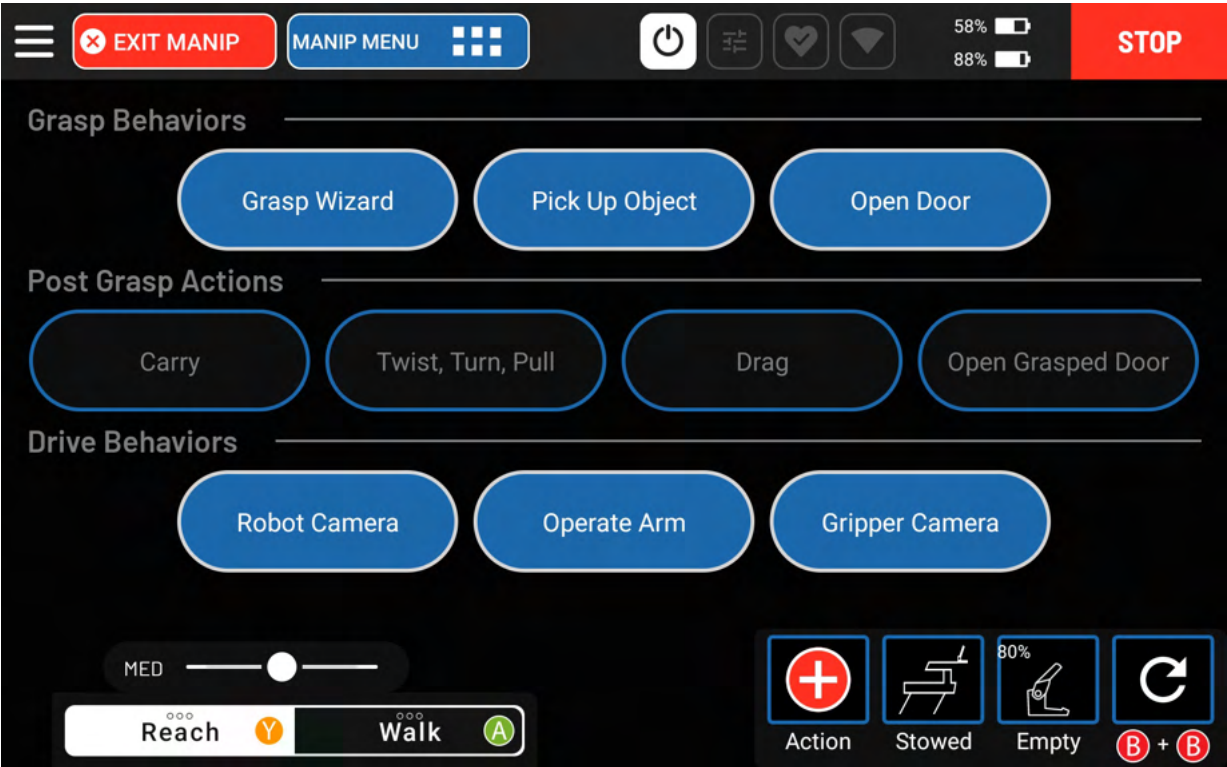 EXIT MANIP
MANIP MENU
58%
88%
STOP
Grasp Behaviors
Grasp Wizard
Pick Up Object
Open Door
Post Grasp Actions
Carry
Twist, Turn, Pull
Drag
Open Grasped Door
Drive Behaviors
Robot Camera
Operate Arm
Gripper Camera
MED
Reach Y
Walk A
Action
Stowed
80%
Empty
B + B